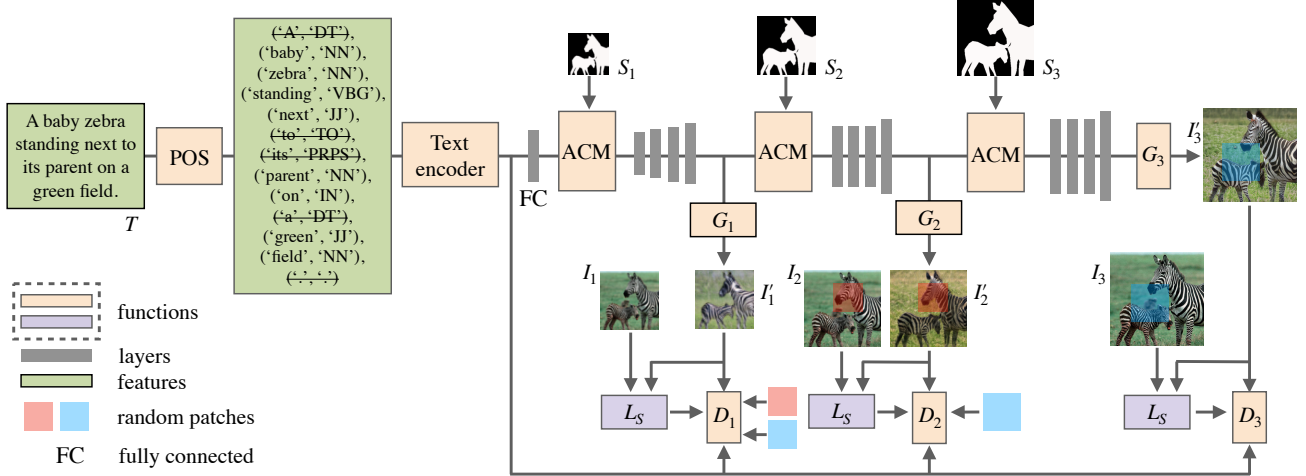 A baby zebra
standing next to
its parent on a
green field.
T
POS
(‘A’, ‘DT’),
(‘baby’, ‘NN’),
(‘zebra’, ‘NN’),
(‘standing’, ‘VBG’),
(‘next’, ‘JJ’),
(‘to’, ‘TO’),
(‘its’, ‘PRPS’),
(‘parent’, ‘NN’),
(‘on’, ‘IN’),
(‘a’, ‘DT’),
(‘green’, ‘JJ’),
(‘field’, ‘NN’),
(‘.’, ‘.’)
Text
encoder
FC
S₁
ACM
S₂
ACM
S₃
ACM
G₃
I′₃
G₁
G₂
I₁
I′₁
I₂
I′₂
I₃
L_S
D₁
L_S
D₂
L_S
D₃
functions
layers
features
random patches
FC fully connected